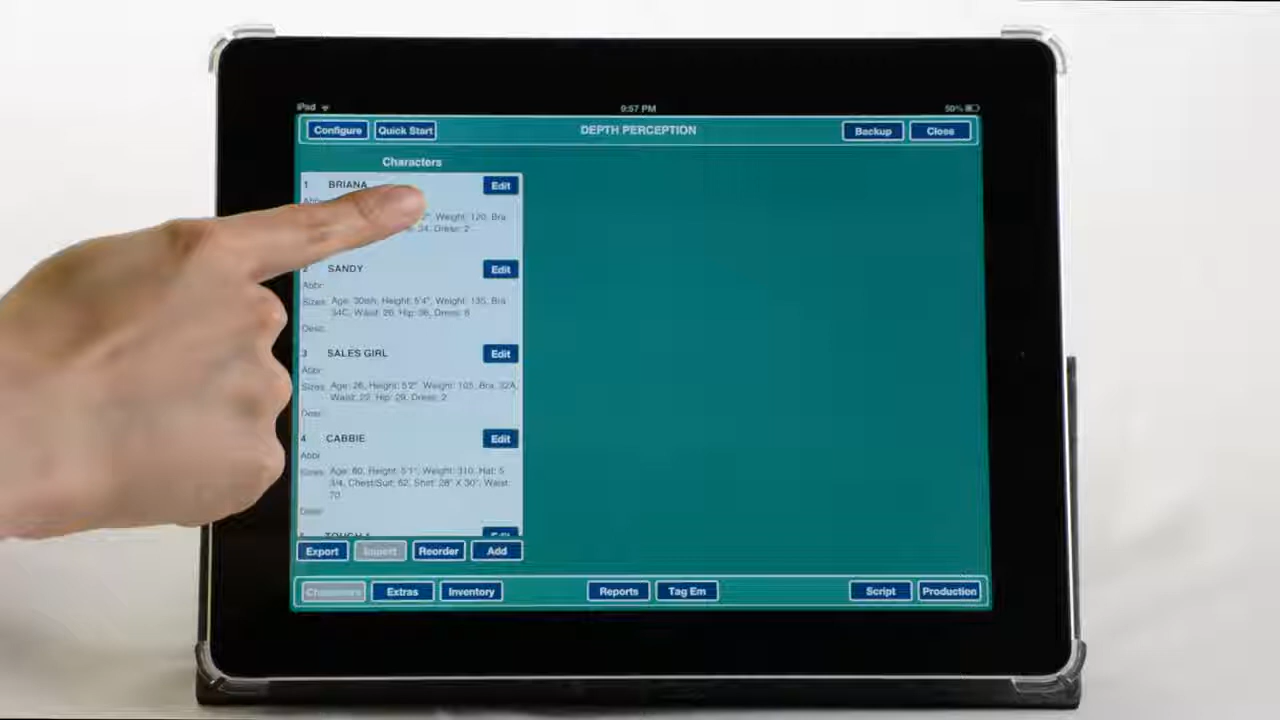 iPad 9:57 PM 50%
Configure Quick Start DEPTH PERCEPTION Backup Close
Characters
1 BRIANA Edit
Abbr
2", Weight: 120, Bra
34, Dress: 2
2 SANDY Edit
Abbr
Sizes: Age: 30ish, Height: 5'4", Weight: 135, Bra
34C, Waist: 26, Hip: 36, Dress: 8
Desc:
3 SALES GIRL Edit
Abbr
Sizes: Age: 26, Height: 5'2", Weight: 105, Bra: 32A,
Waist: 22, Hip: 29, Dress: 2
Desc:
4 CABBIE Edit
Abbr
Sizes: Age: 60, Height: 5'1", Weight: 310, Hat: 5
3/4, Chest/Suit: 62, Shirt: 28" X 30", Waist:
70
Desc:
Edit
Export Import Reorder Add
Characters Extras Inventory Reports Tag Em Script Production